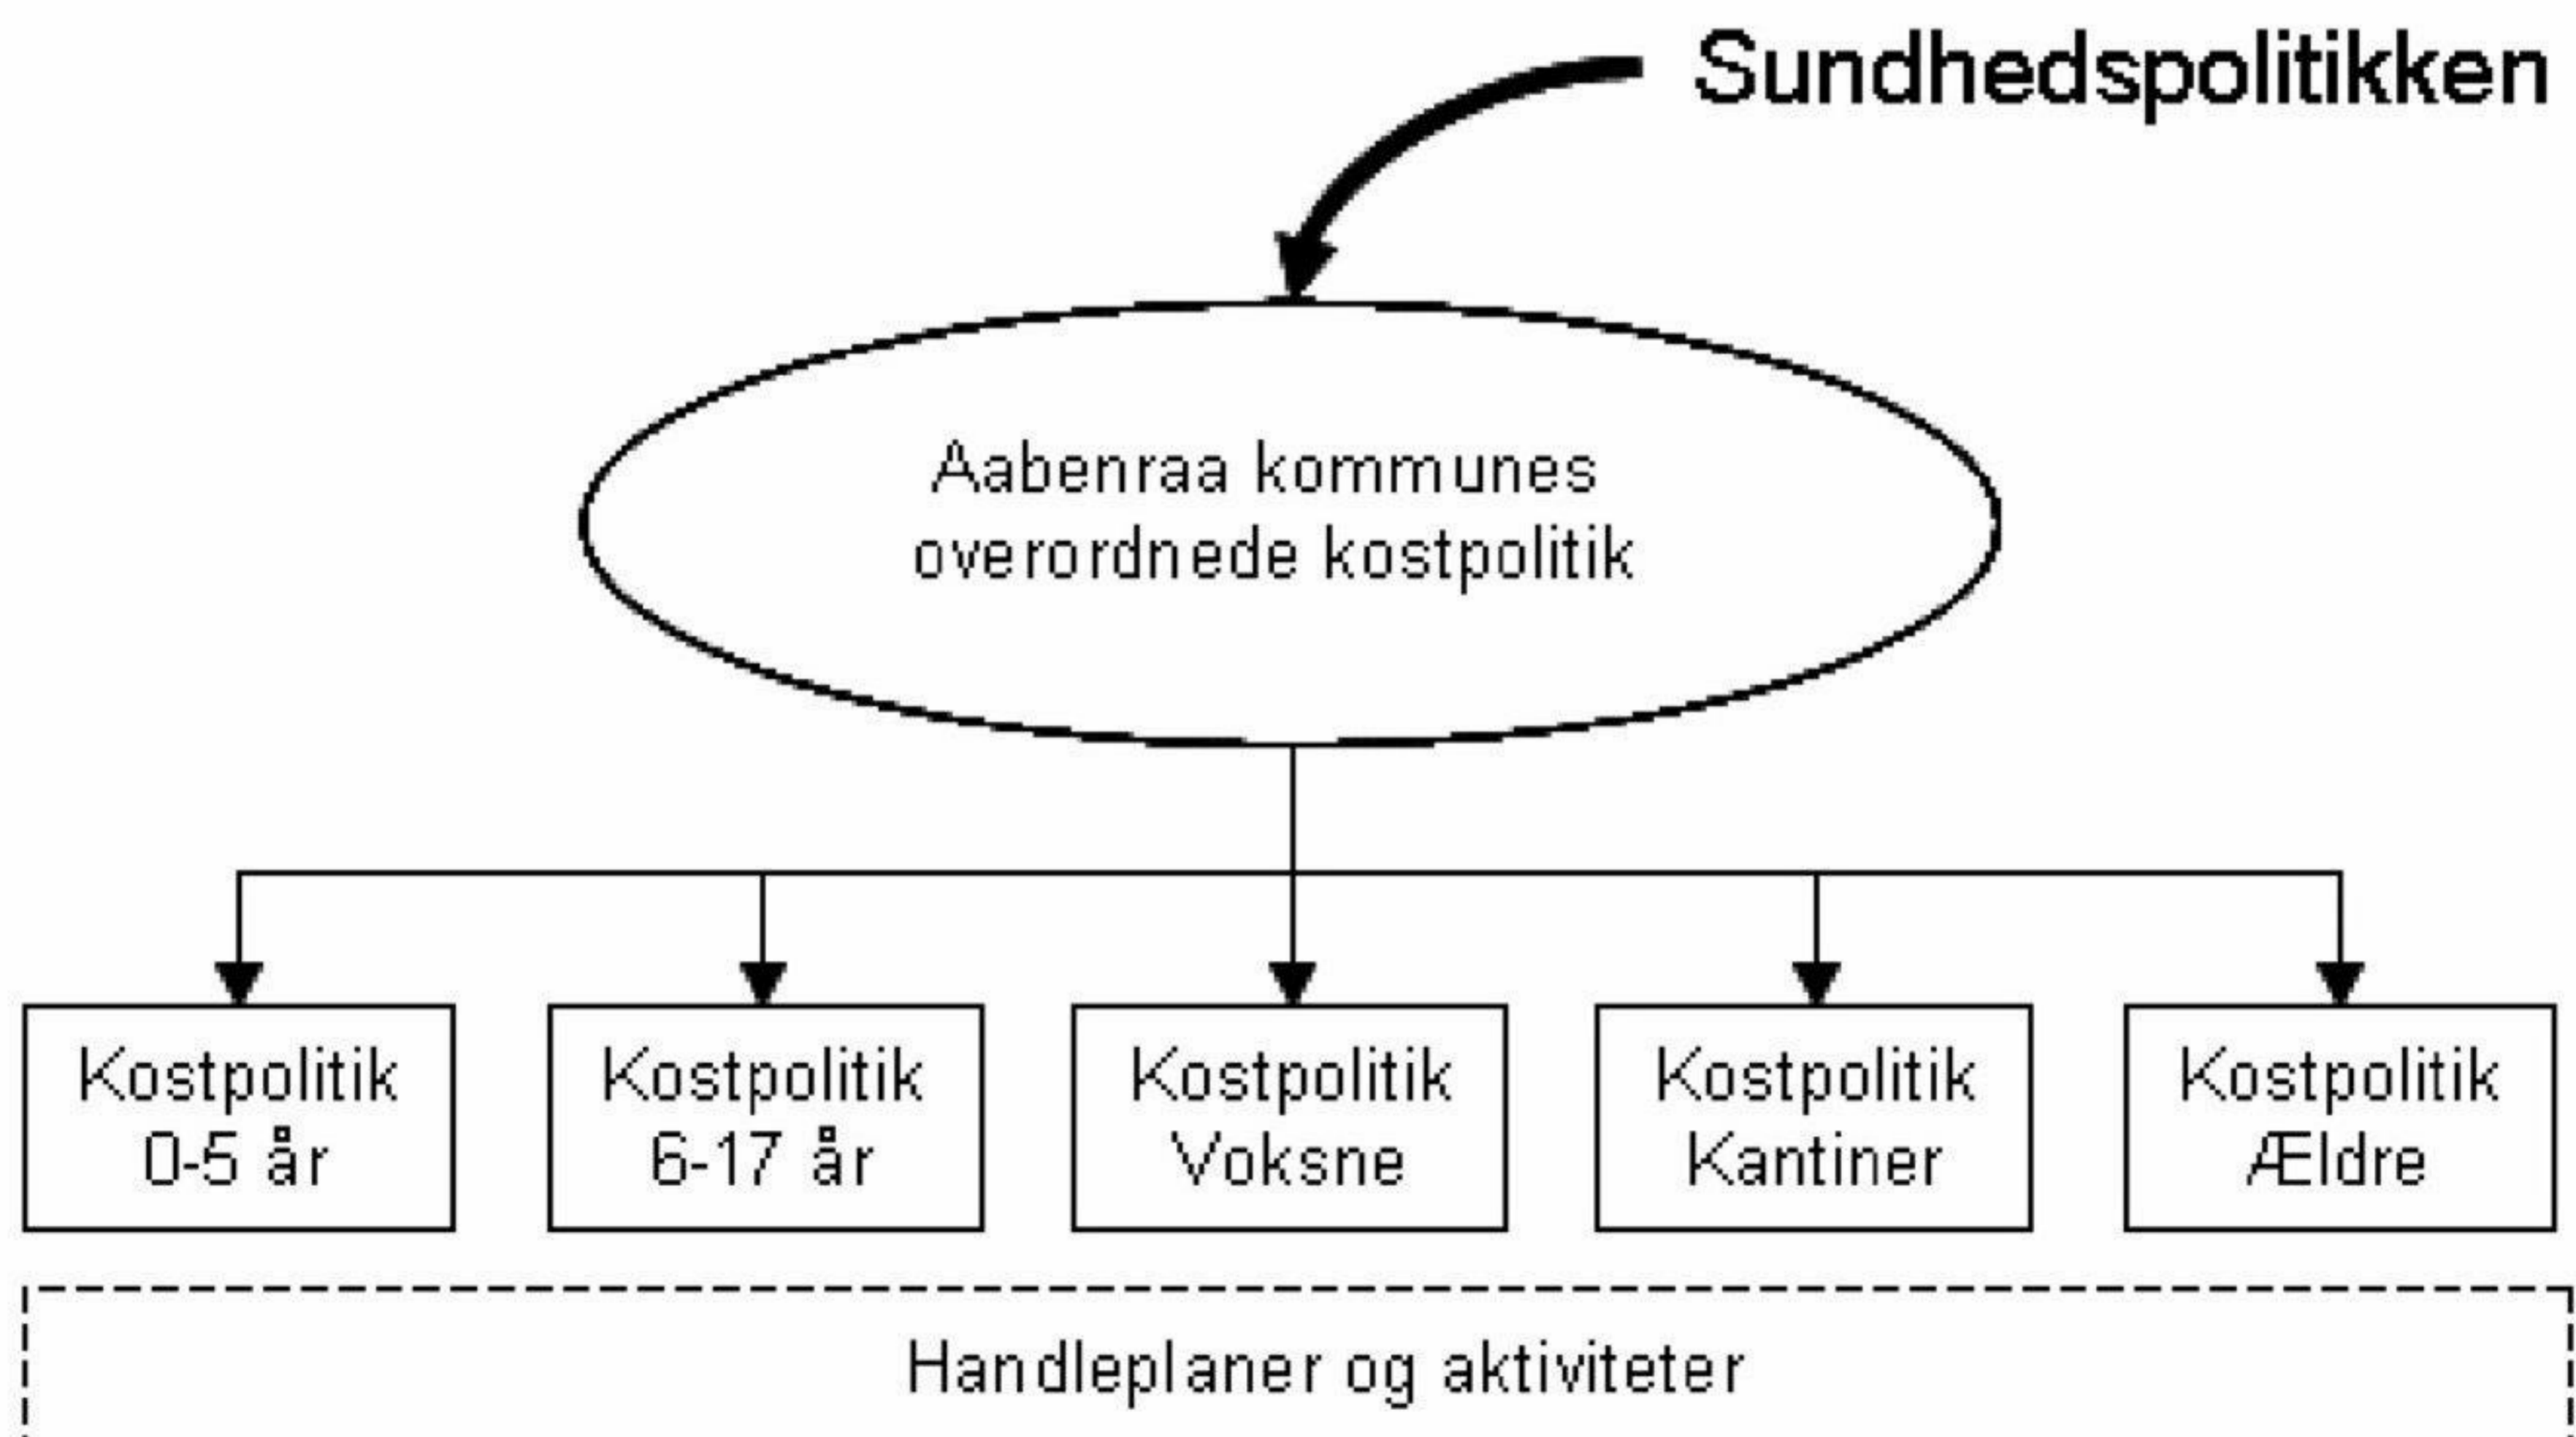 Sundhedspolitikken
Aabenraa kommunes
overordnede kostpolitik
Kostpolitik
0-5 år
Kostpolitik
6-17 år
Kostpolitik
Voksne
Kostpolitik
Kantiner
Kostpolitik
Ældre
Handleplaner og aktiviteter